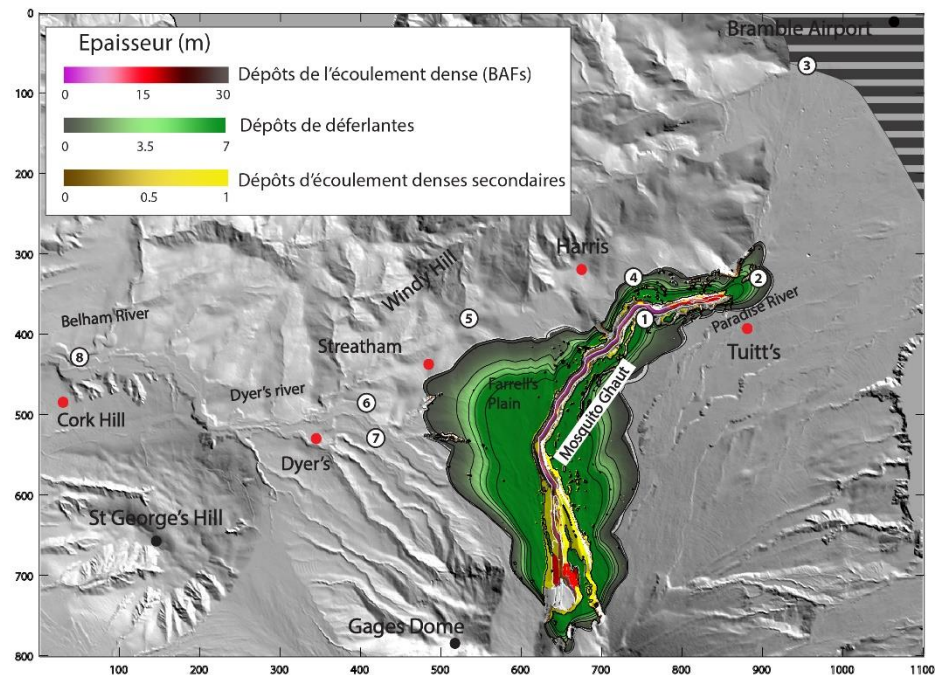 Bramble Airport
Epaisseur (m)
Dépôts de l'écoulement dense (BAFs)
0 15 30
Dépôts de déferlantes
0 3.5 7
Dépôts d'écoulement denses secondaires
0 0.5 1
3
0
100
200
300
400
500
600
700
800
Harris
Windy Hill
4
2
1
Paradise River
Tuitt's
5
Belham River
Streatham
8
Cork Hill
Dyer's river
6
7
Dyer's
Farrell's
Plain
Mosquito Ghaut
St George's Hill
Gages Dome
100 200 300 400 500 600 700 800 900 1000 1100